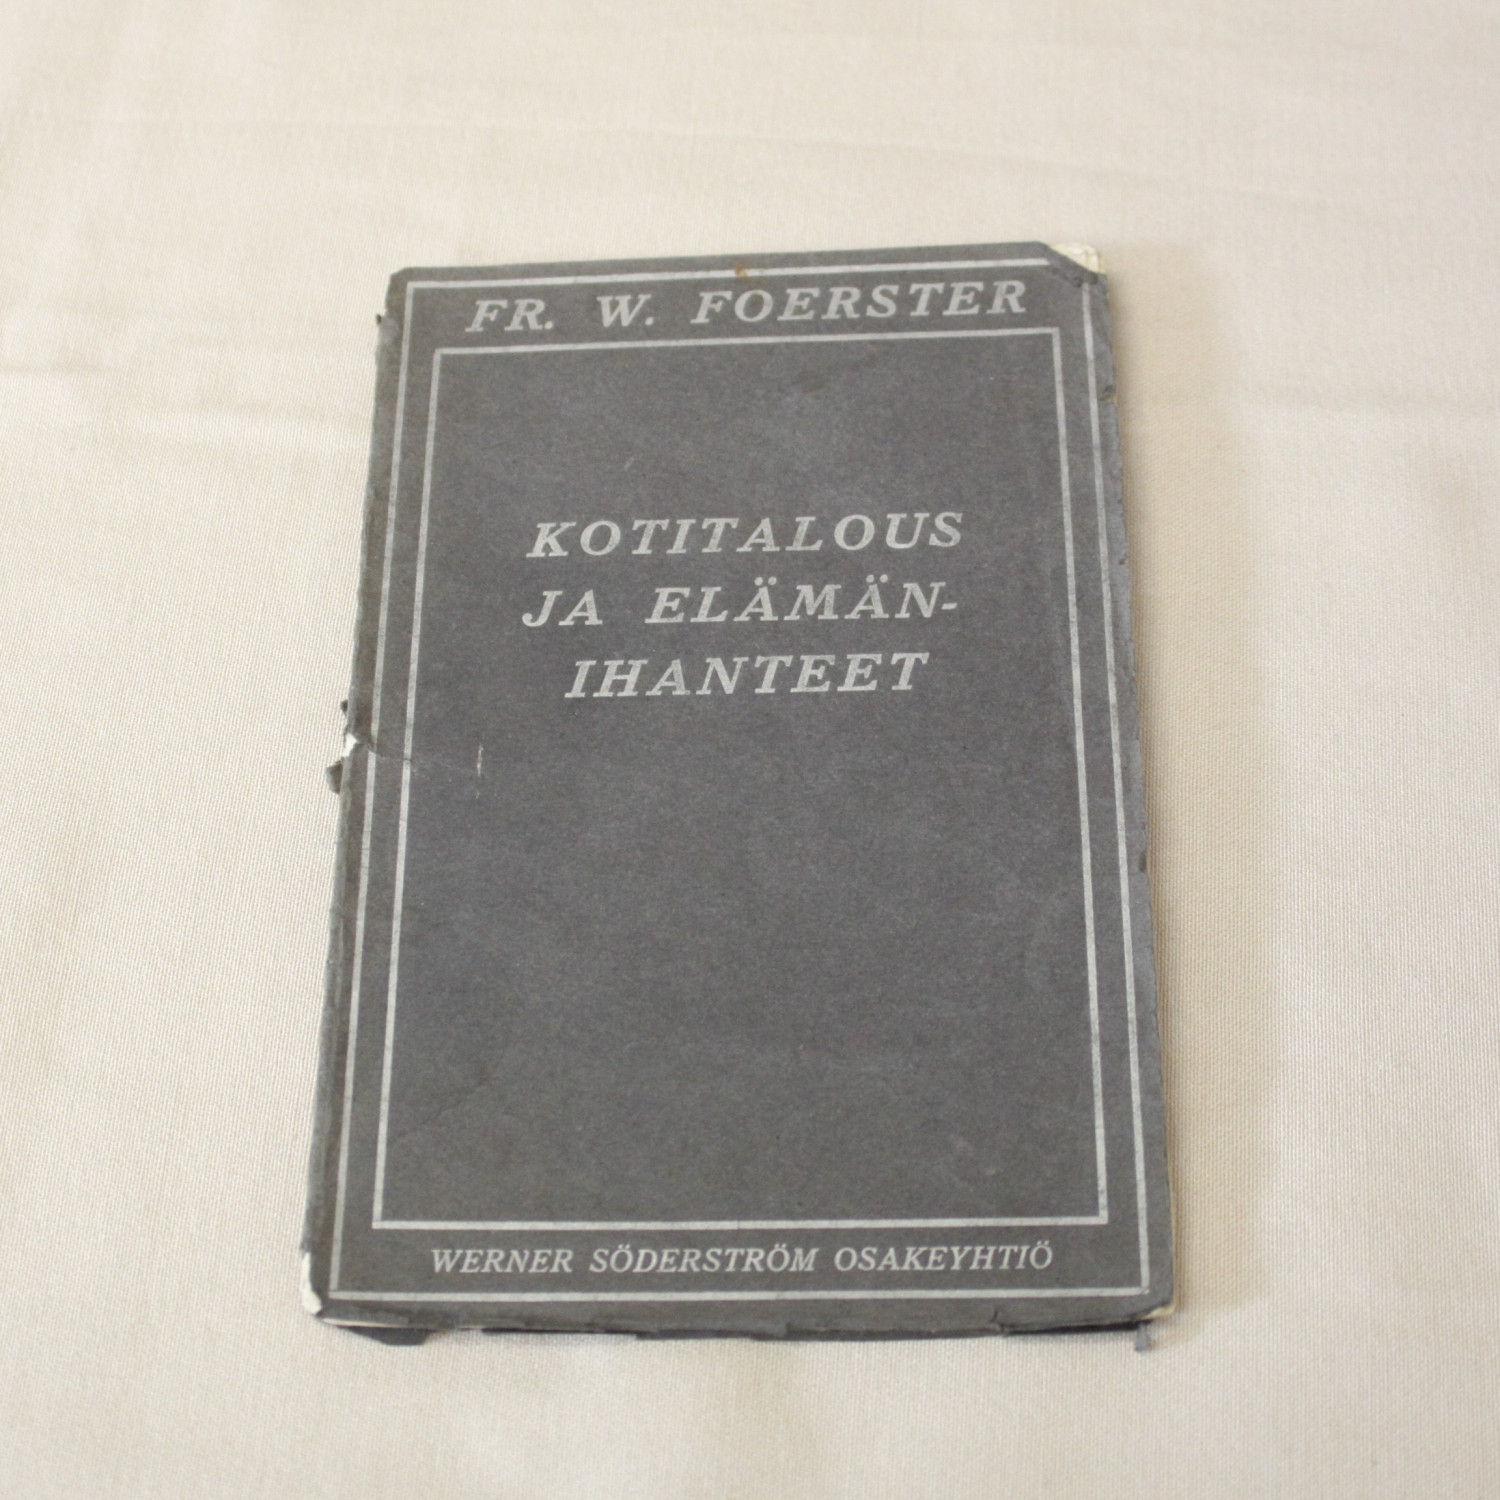 FR. W. FOERSTER
KOTITALOUS
JA ELÄMÄN-
IHANTEET
WERNER SÖDERSTRÖM OSAKEYHTIÖ